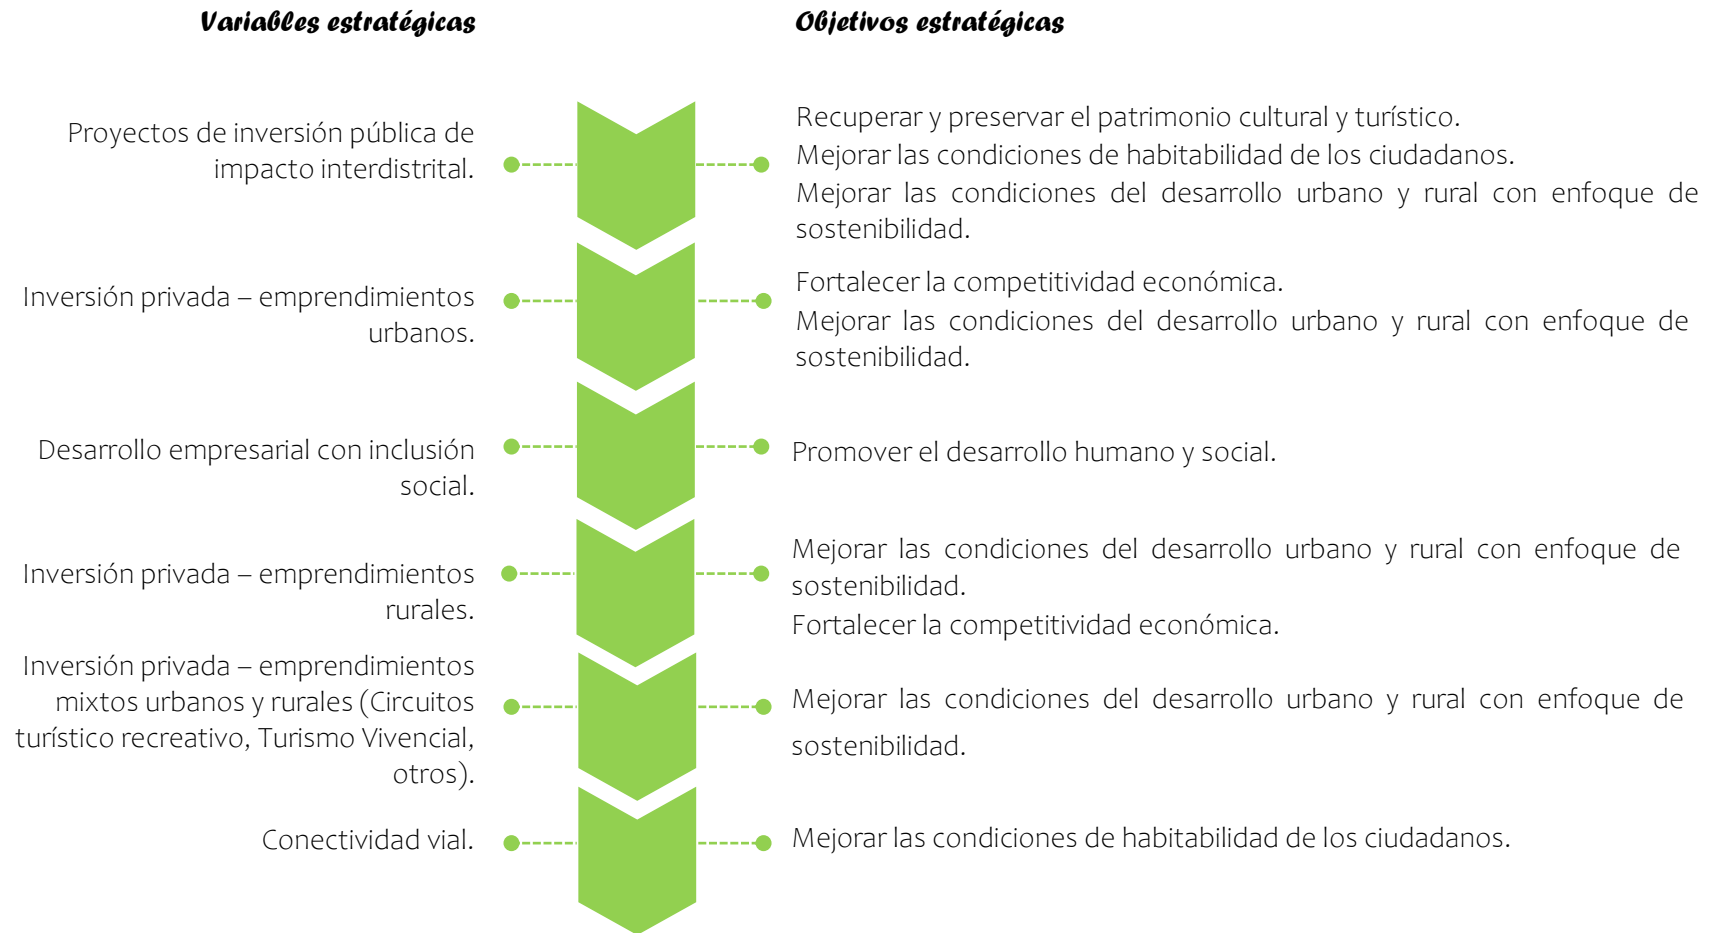 Variables estratégicas
Objetivos estratégicas
Proyectos de inversión pública de
impacto interdistrital.
Recuperar y preservar el patrimonio cultural y turístico.
Mejorar las condiciones de habitabilidad de los ciudadanos.
Mejorar las condiciones del desarrollo urbano y rural con enfoque de
sostenibilidad.
Inversión privada – emprendimientos
urbanos.
Fortalecer la competitividad económica.
Mejorar las condiciones del desarrollo urbano y rural con enfoque de
sostenibilidad.
Desarrollo empresarial con inclusión
social.
Promover el desarrollo humano y social.
Inversión privada – emprendimientos
rurales.
Mejorar las condiciones del desarrollo urbano y rural con enfoque de
sostenibilidad.
Fortalecer la competitividad económica.
Inversión privada – emprendimientos
mixtos urbanos y rurales (Circuitos
turístico recreativo, Turismo Vivencial,
otros).
Mejorar las condiciones del desarrollo urbano y rural con enfoque de
sostenibilidad.
Conectividad vial.
Mejorar las condiciones de habitabilidad de los ciudadanos.